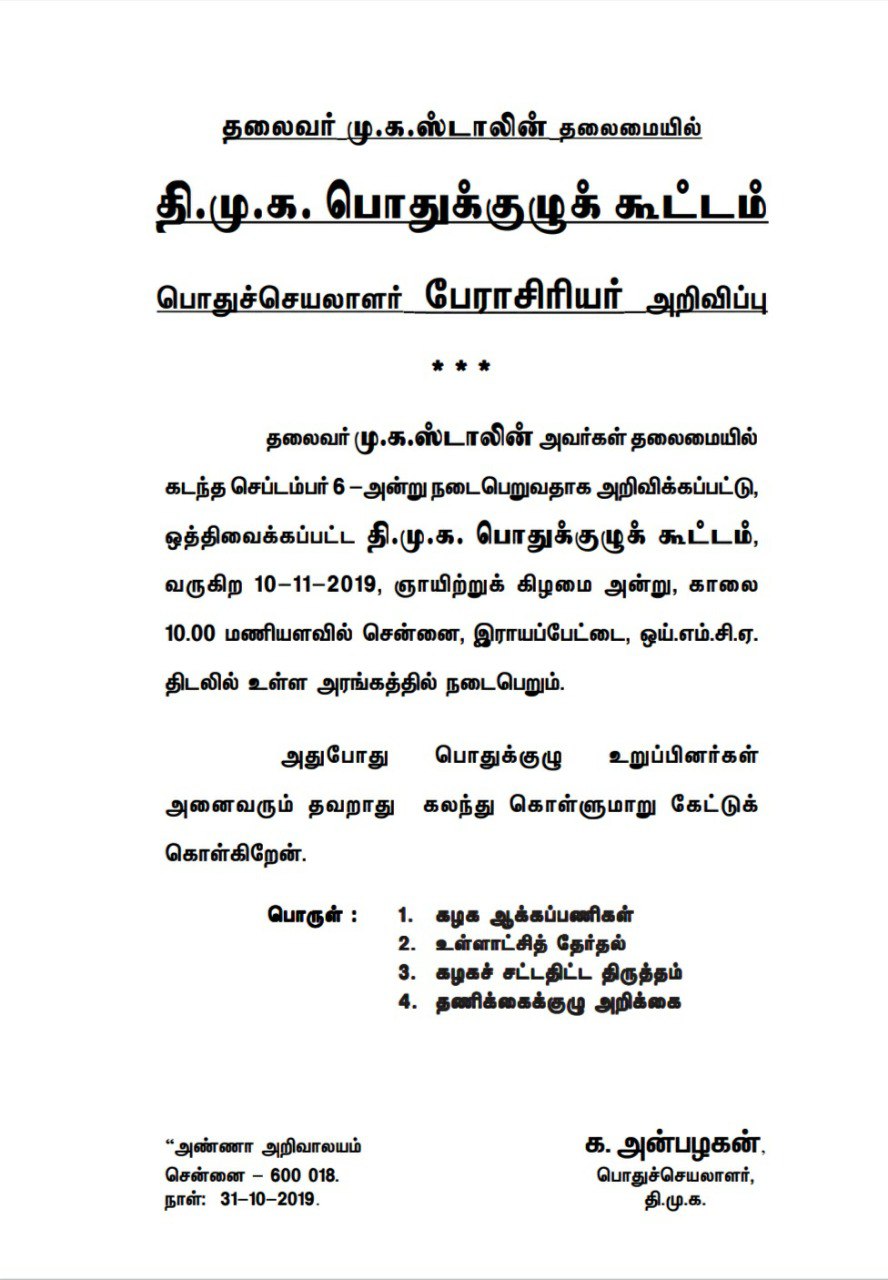 தலைவர் மு.க.ஸ்டாலின் தலைமையில்
தி.மு.க. பொதுக்குழுக் கூட்டம்
பொதுச்செயலாளர் பேராசிரியர் அறிவிப்பு
* * *
தலைவர் மு.க.ஸ்டாலின் அவர்கள் தலைமையில்
கடந்த செப்டம்பர் 6 –அன்று நடைபெறுவதாக அறிவிக்கப்பட்டு,
ஒத்திவைக்கப்பட்ட தி.மு.க. பொதுக்குழுக் கூட்டம்,
வருகிற 10–11–2019, ஞாயிற்றுக் கிழமை அன்று, காலை
10.00 மணியளவில் சென்னை, இராயப்பேட்டை, ஒய்.எம்.சி.ஏ.
திடலில் உள்ள அரங்கத்தில் நடைபெறும்.
அதுபோது பொதுக்குழு உறுப்பினர்கள்
அனைவரும் தவறாது கலந்து கொள்ளுமாறு கேட்டுக்
கொள்கிறேன்.
பொருள் : 1. கழக ஆக்கப்பணிகள்
2. உள்ளாட்சித் தேர்தல்
3. கழகச் சட்டதிட்ட திருத்தம்
4. தணிக்கைக்குழு அறிக்கை
“அண்ணா அறிவாலயம்
சென்னை – 600 018.
நாள்: 31–10–2019.
க. அன்பழகன்,
பொதுச்செயலாளர்,
தி.மு.க.